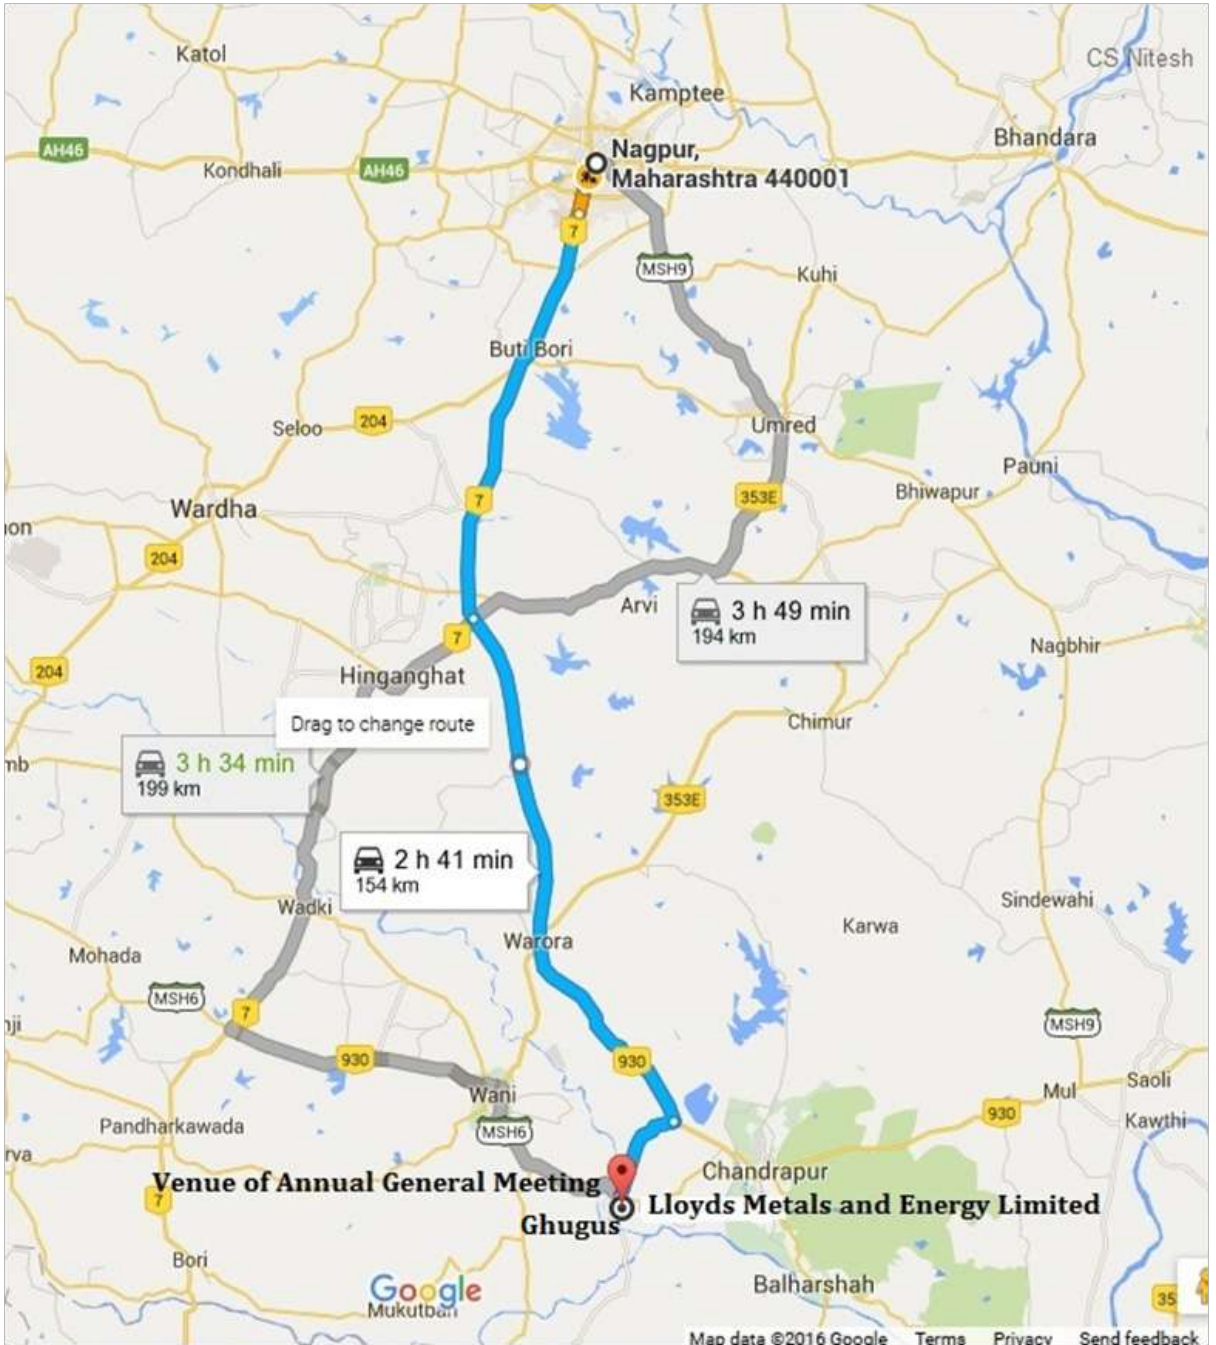 Katol
CS Nitesh
Kamptee
AH46
Kondhali
AH46
Nagpur,
Maharashtra 440001
Bhandara
7
MSH9
Kuhi
Buti Bori
Seloo
204
Umred
Pauni
Wardha
7
353E
Bhiwapur
on
204
Arvi
3 h 49 min
194 km
7
Nagbhir
204
Hinganghat
Drag to change route
Chimur
mb
3 h 34 min
199 km
353E
2 h 41 min
154 km
Wadki
Sindewahi
Karwa
Warora
Mohada
MSH6
7
nji
MSH9
930
930
Wani
Mul
Saoli
930
Pandharkawada
MSH6
Kawthi
rva
Chandrapur
Venue of Annual General Meeting
7
Lloyds Metals and Energy Limited
Ghugus
Bori
Google
Mukutban
Balharshah
35
Map data ©2016 Google Terms Privacy Send feedback